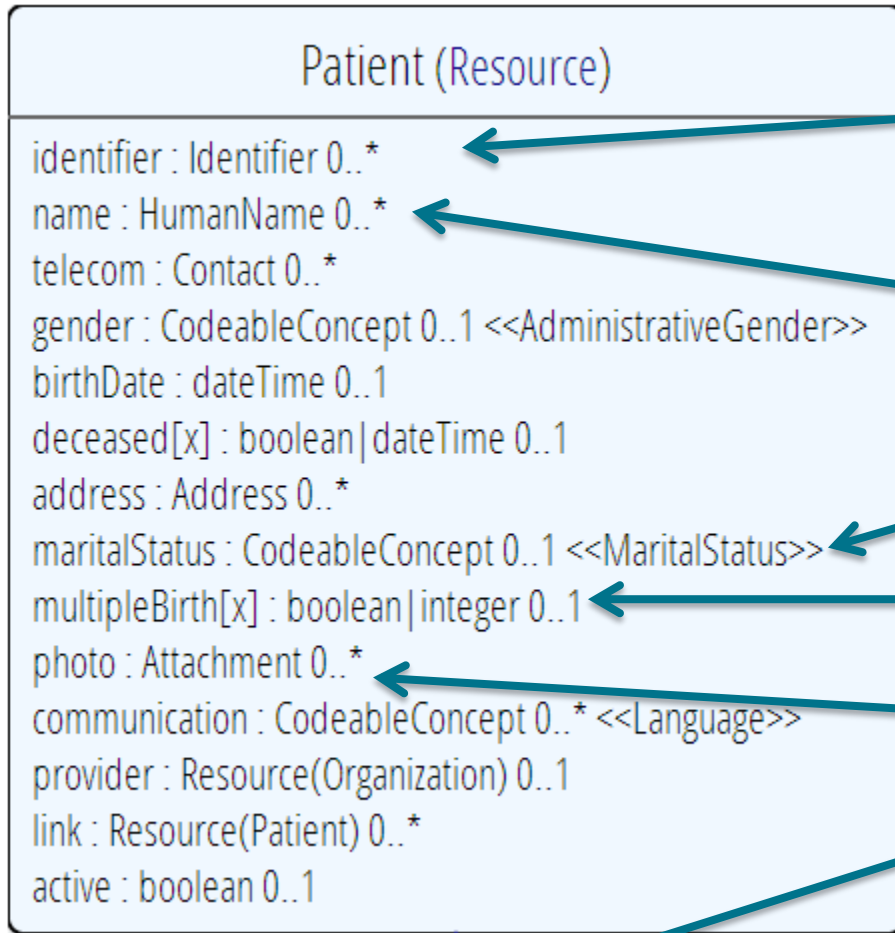 Patient (Resource)
identifier : Identifier 0..*
name : HumanName 0..*
telecom : Contact 0..*
gender : CodeableConcept 0..1 <<AdministrativeGender>>
birthDate : dateTime 0..1
deceased[x] : boolean|dateTime 0..1
address : Address 0..*
maritalStatus : CodeableConcept 0..1 <<MaritalStatus>>
multipleBirth[x] : boolean|integer 0..1
photo : Attachment 0..*
communication : CodeableConcept 0..* <<Language>>
provider : Resource(Organization) 0..1
link : Resource(Patient) 0..*
active : boolean 0..1